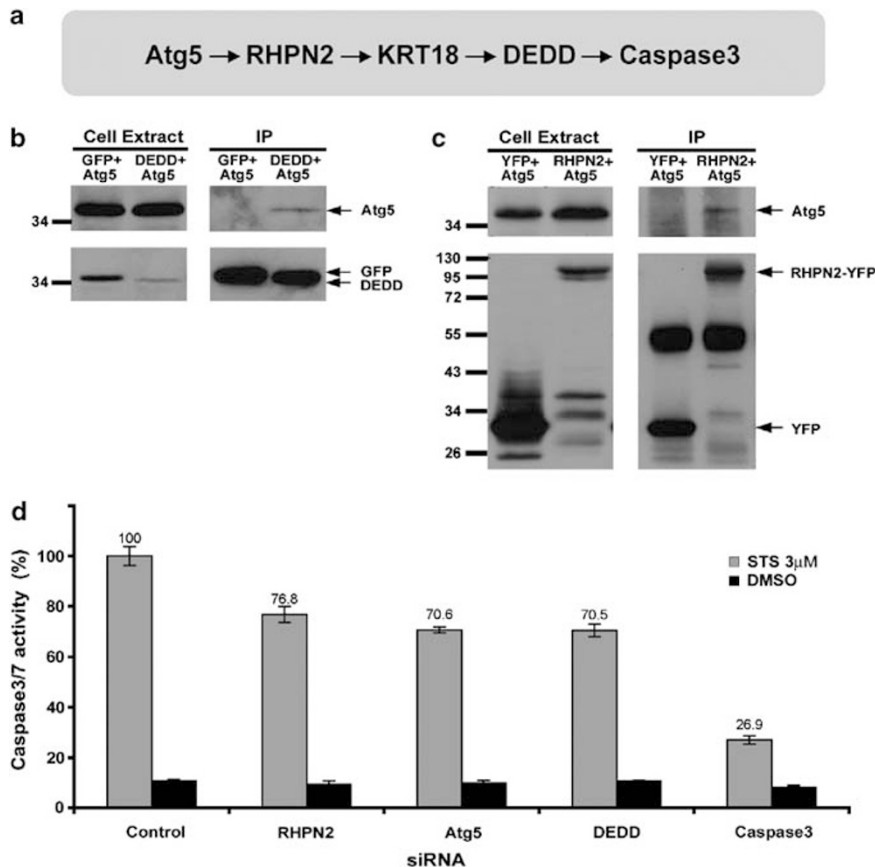 a
Atg5 → RHPN2 → KRT18 → DEDD → Caspase3
b
Cell Extract IP
GFP+ Atg5 DEDD+ Atg5 GFP+ Atg5 DEDD+ Atg5
34
Atg5
34
GFP
DEDD
c
Cell Extract IP
YFP+ Atg5 RHPN2+ Atg5 YFP+ Atg5 RHPN2+ Atg5
34
Atg5
130
95
72
55
43
34
26
RHPN2-YFP
YFP
d
Caspase3/7 activity (%)
100
80
60
40
20
0
100
76.8
70.6
70.5
26.9
STS 3µM
DMSO
Control RHPN2 Atg5 DEDD Caspase3
siRNA